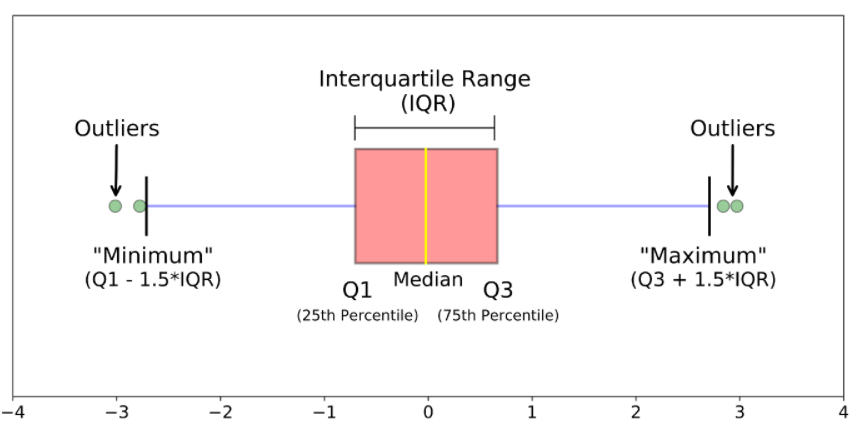 Interquartile Range
(IQR)
Outliers
Outliers
"Minimum"
(Q1 - 1.5*IQR)
"Maximum"
(Q3 + 1.5*IQR)
Q1
Median
Q3
(25th Percentile)
(75th Percentile)
−4
−3
−2
−1
0
1
2
3
4